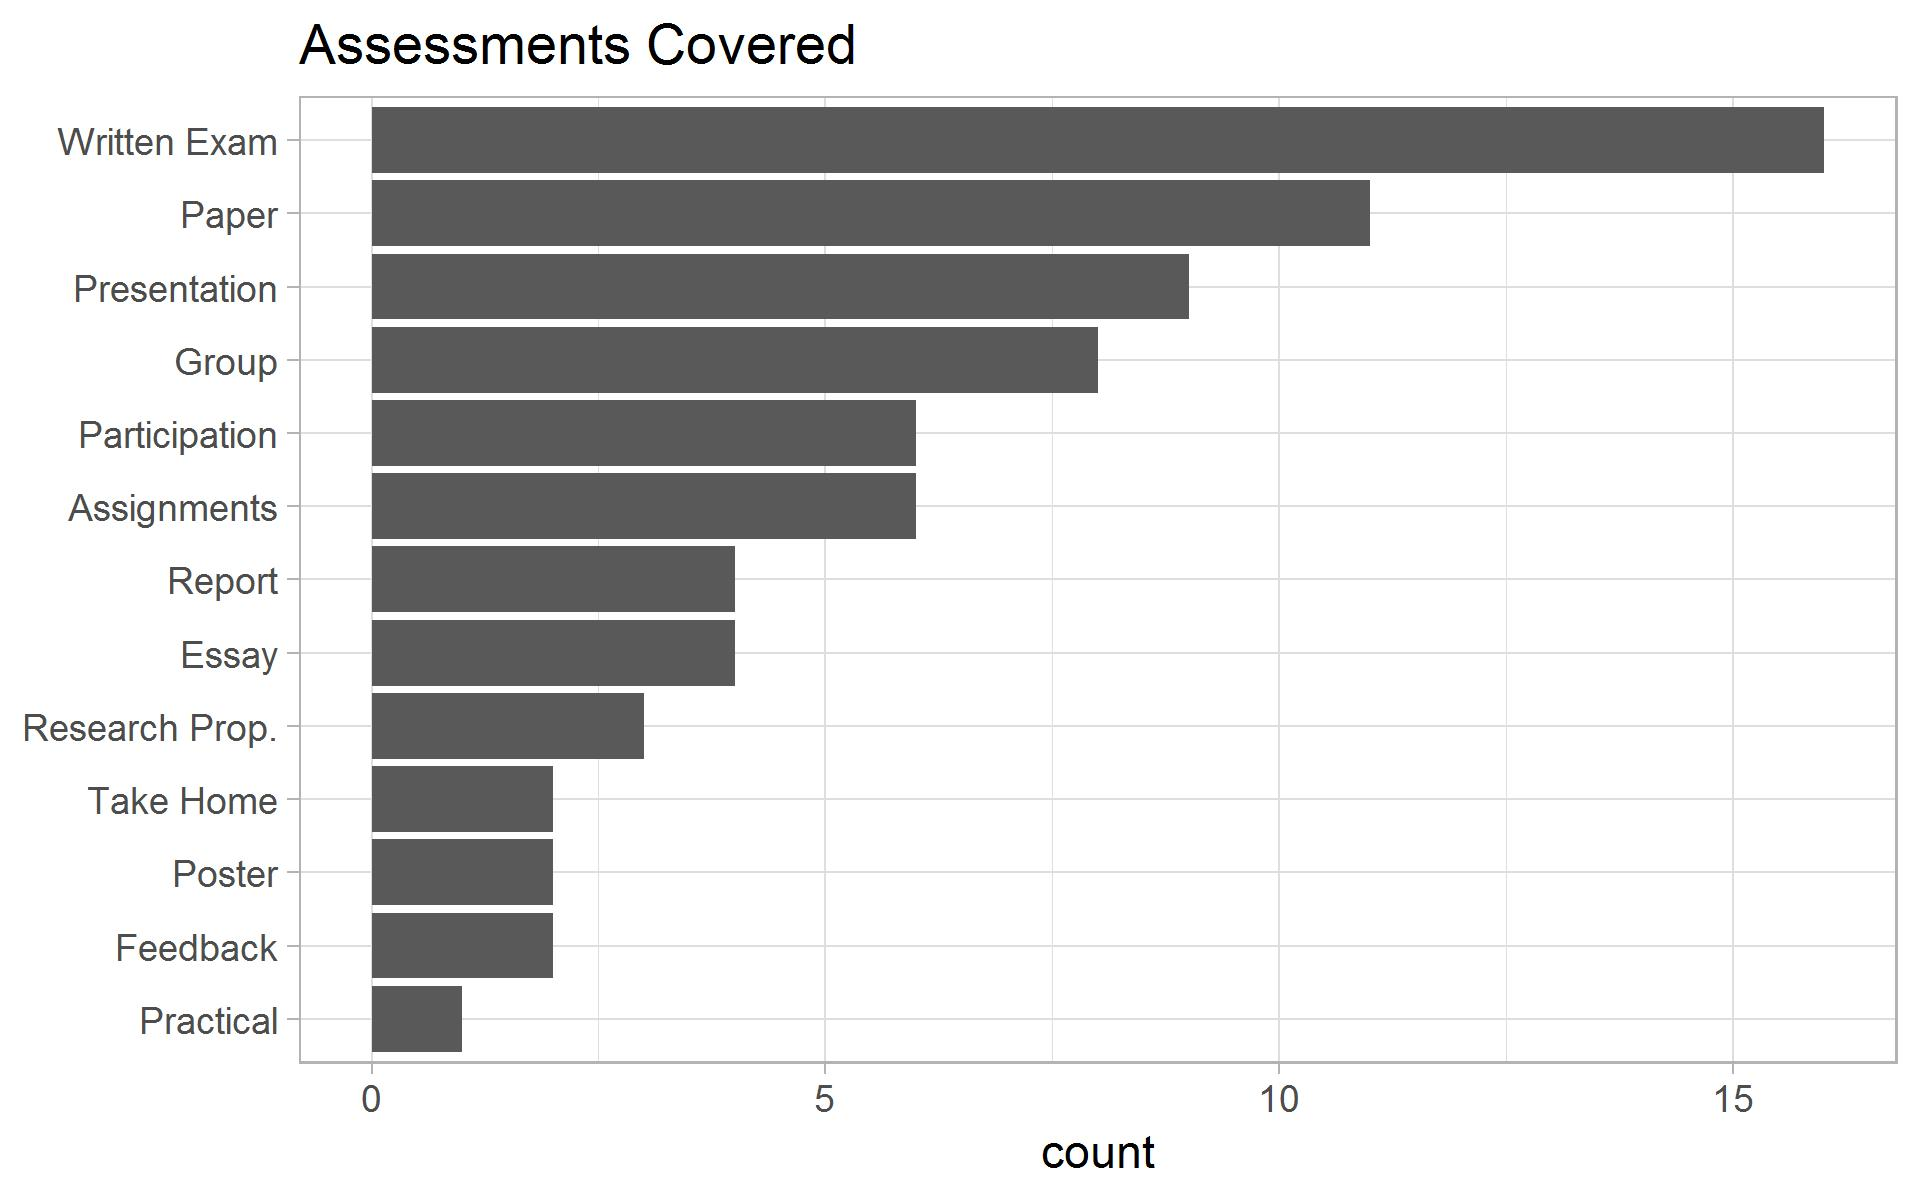 Assessments Covered
Written Exam
Paper
Presentation
Group
Participation
Assignments
Report
Essay
Research Prop.
Take Home
Poster
Feedback
Practical
0 5 10 15
count